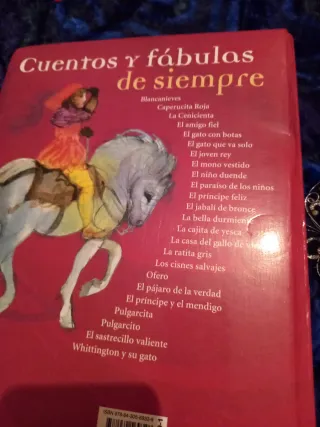 Cuentos y fábulas
de siempre
Blancanieves
Caperucita Roja
La Cenicienta
El amigo fiel
El gato con botas
El gato que va solo
El joven rey
El mono vestido
El niño duende
El paraíso de los niños
El príncipe feliz
El jabalí de bronce
La bella durmiente
La cajita de yesca
La casa del gallo de
La ratita gris
Los cisnes salvajes
Ofero
El pájaro de la verdad
El príncipe y el mendigo
Pulgarcita
Pulgarcito
El sastrecillo valiente
Whittington y su gato